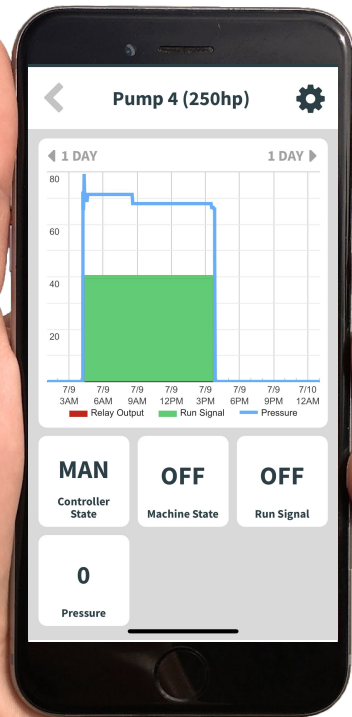 Pump 4 (250hp)
1 DAY 1 DAY
80
60
40
20
7/9 7/9 7/9 7/9 7/9 7/9 7/9 7/10
3AM 6AM 9AM 12PM 3PM 6PM 9PM 12AM
Relay Output Run Signal Pressure
MAN OFF OFF
Controller
State Machine State Run Signal
0
Pressure